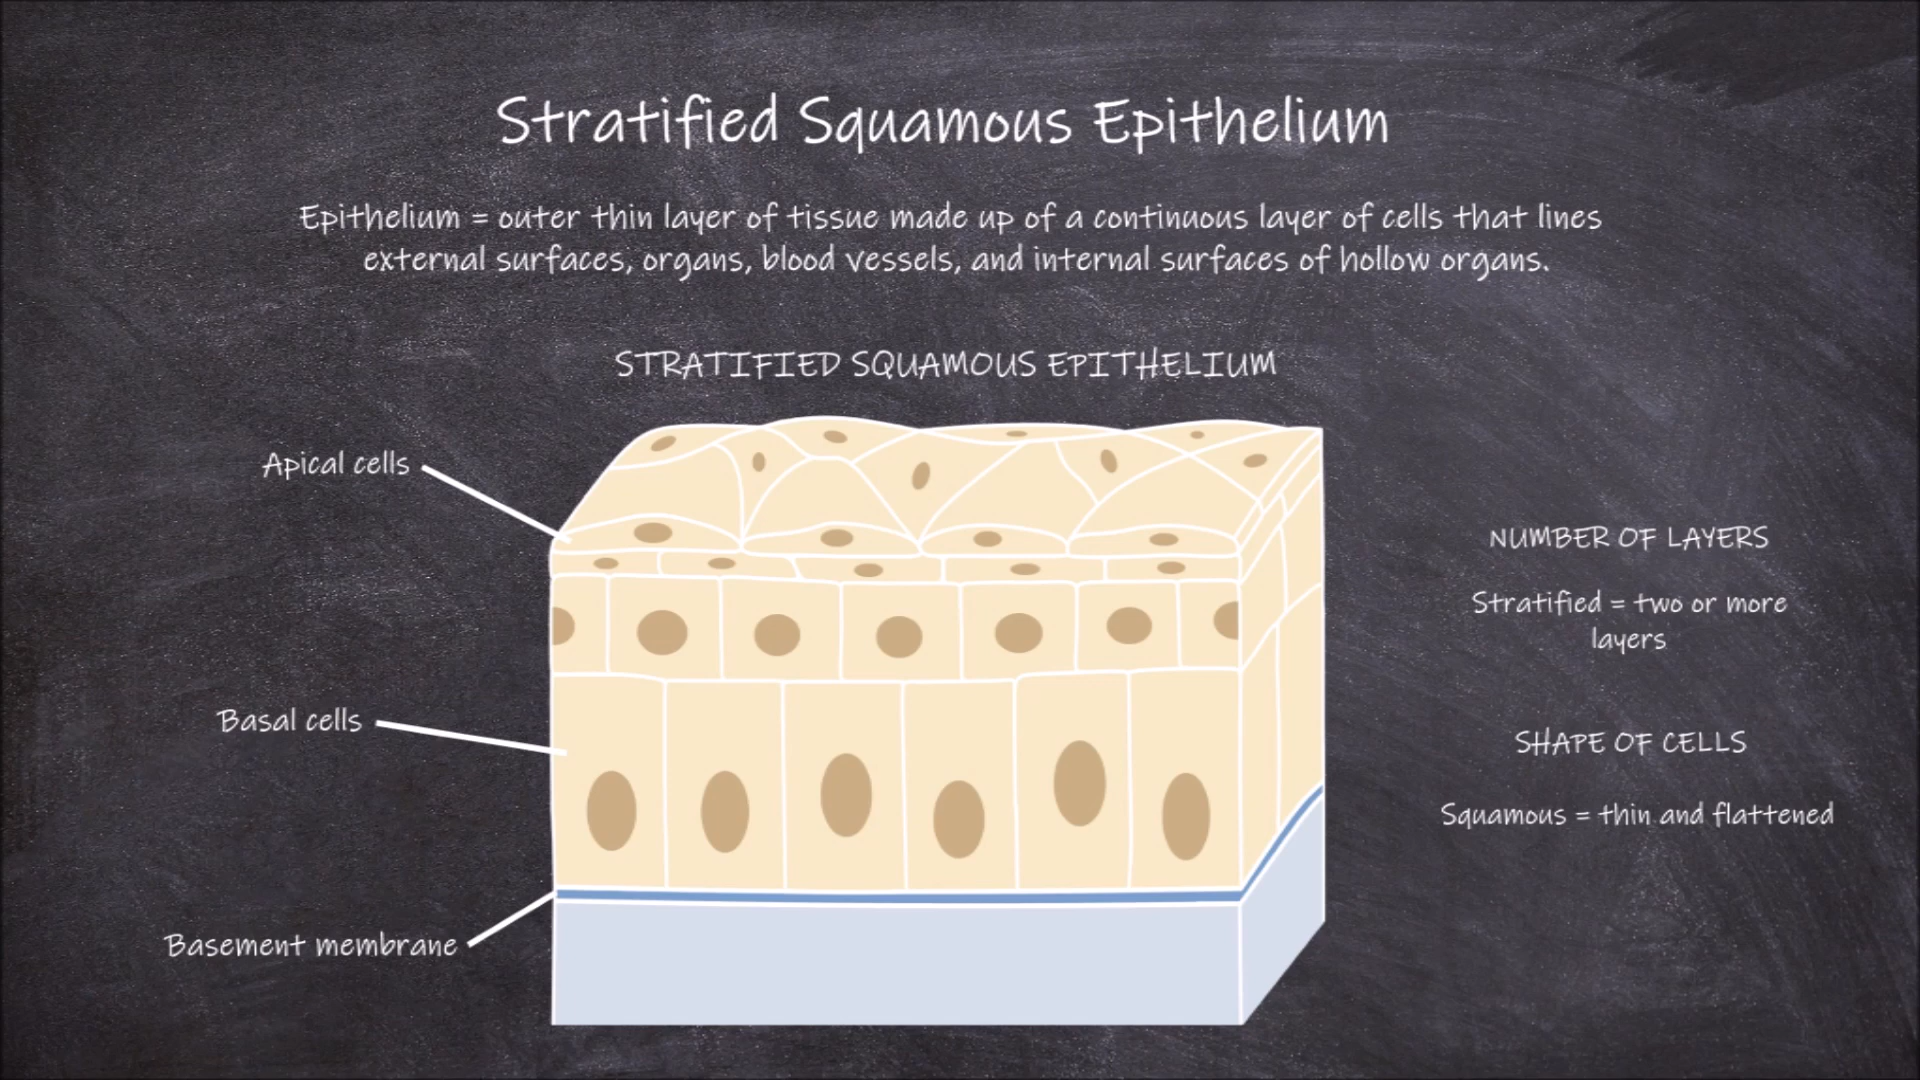 Stratified Squamous Epithelium
Epithelium = outer thin layer of tissue made up of a continuous layer of cells that lines
external surfaces, organs, blood vessels, and internal surfaces of hollow organs.
STRATIFIED SQUAMOUS EPITHELIUM
Apical cells
Basal cells
Basement membrane
NUMBER OF LAYERS
Stratified = two or more
layers
SHAPE OF CELLS
Squamous = thin and flattened